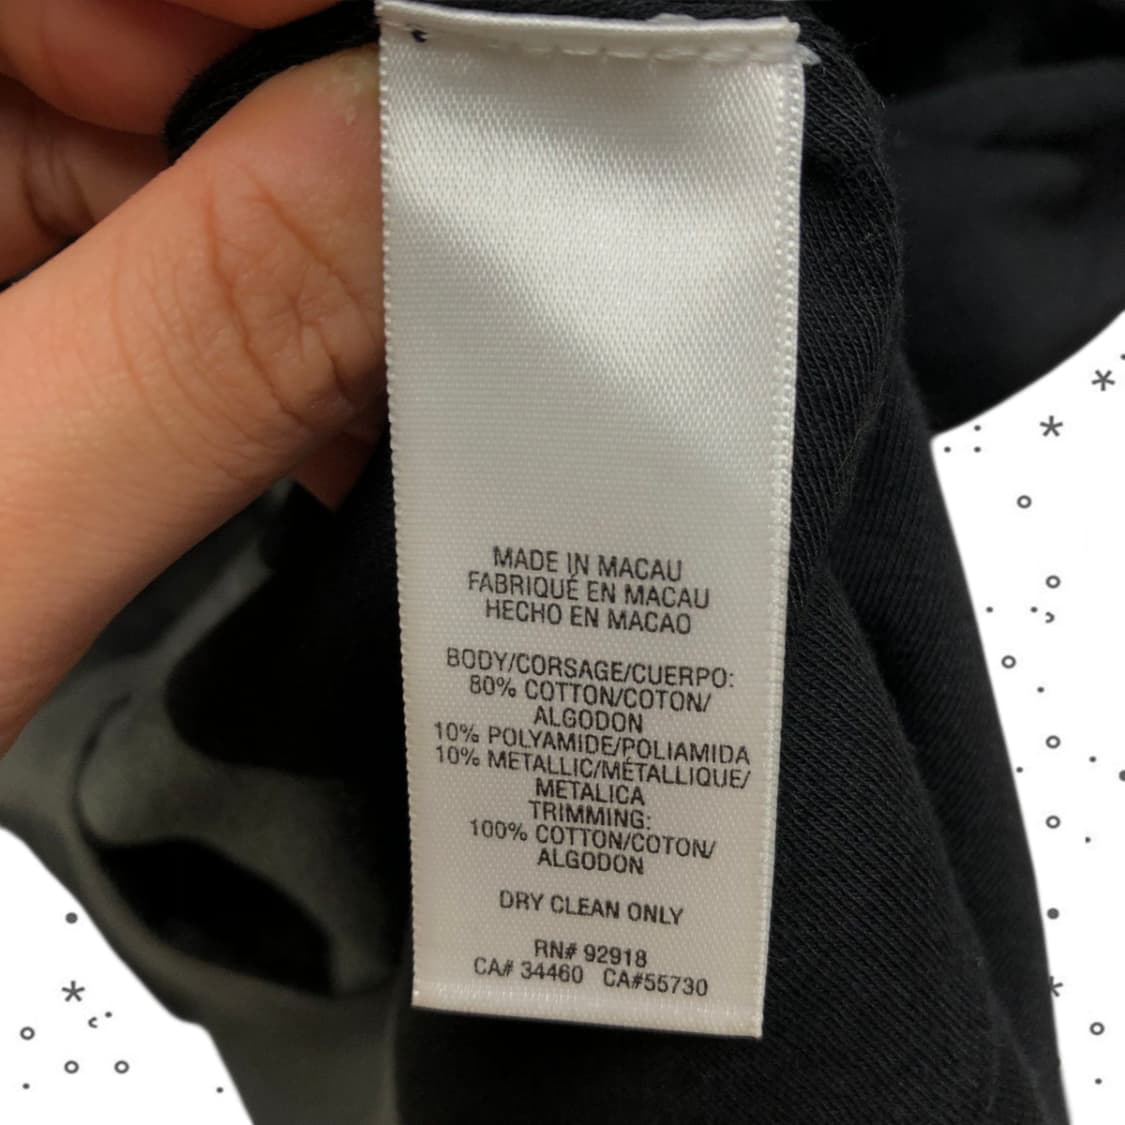 MADE IN MACAU
FABRIQUÉ EN MACAU
HECHO EN MACAO
BODY/CORSAGE/CUERPO:
80% COTTON/COTON/
ALGODON
10% POLYAMIDE/POLIAMIDA
10% METALLIC/MÉTALLIQUE/
METALICA
TRIMMING:
100% COTTON/COTON/
ALGODON
DRY CLEAN ONLY
RN# 92918
CA# 34460 CA#55730